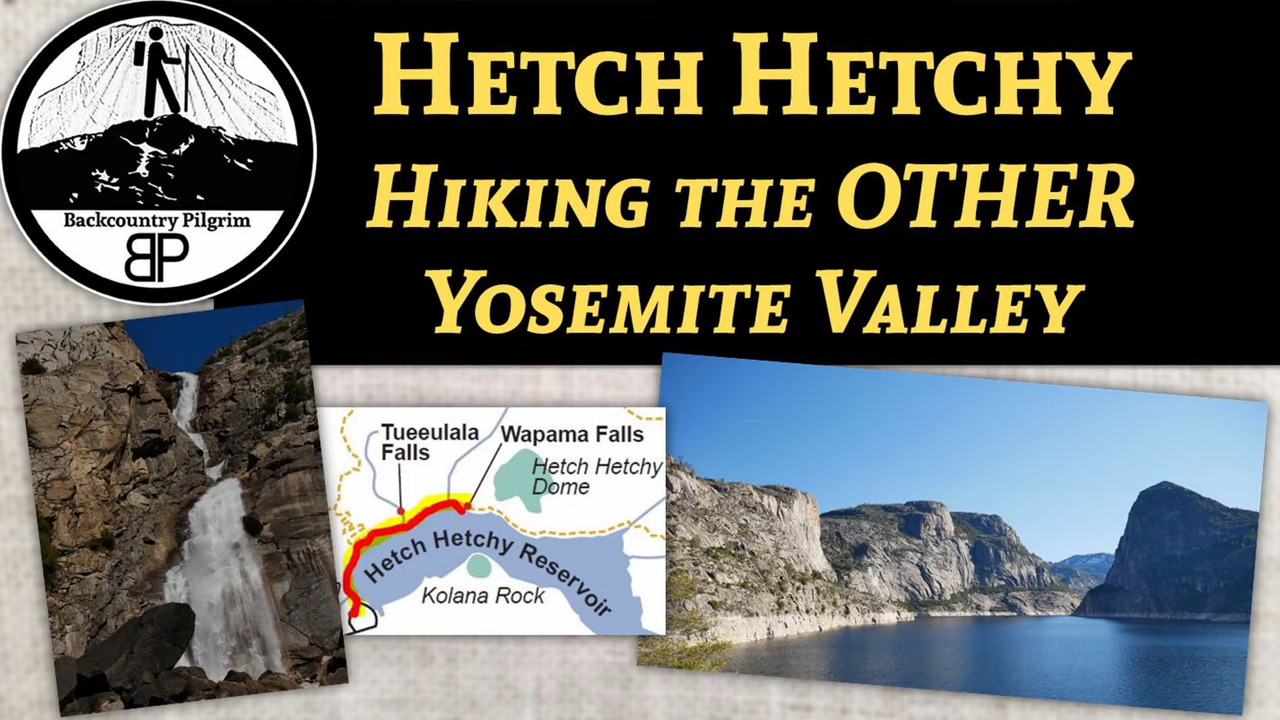 Hetch Hetchy
Hiking the OTHER
Yosemite Valley
Backcountry Pilgrim
BP
Tueeulala
Falls
Wapama Falls
Hetch Hetchy
Dome
Hetch Hetchy Reservoir
Kolana Rock